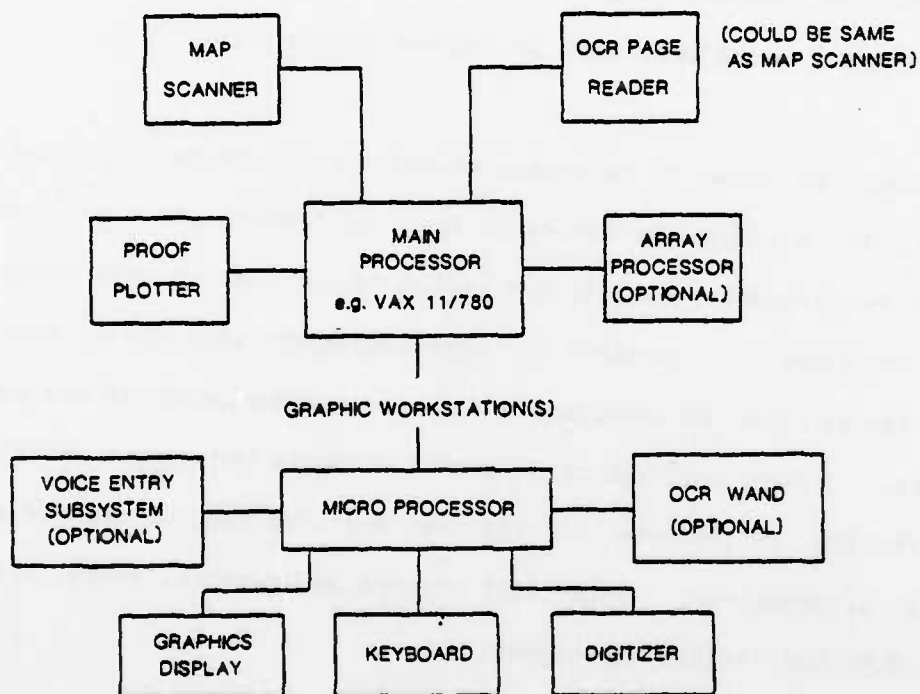 MAP
SCANNER
OCR PAGE
READER
(COULD BE SAME
AS MAP SCANNER)
PROOF
PLOTTER
MAIN
PROCESSOR
e.g. VAX 11/780
ARRAY
PROCESSOR
(OPTIONAL)
GRAPHIC WORKSTATION(S)
VOICE ENTRY
SUBSYSTEM
(OPTIONAL)
MICRO PROCESSOR
OCR WAND
(OPTIONAL)
GRAPHICS
DISPLAY
KEYBOARD
DIGITIZER